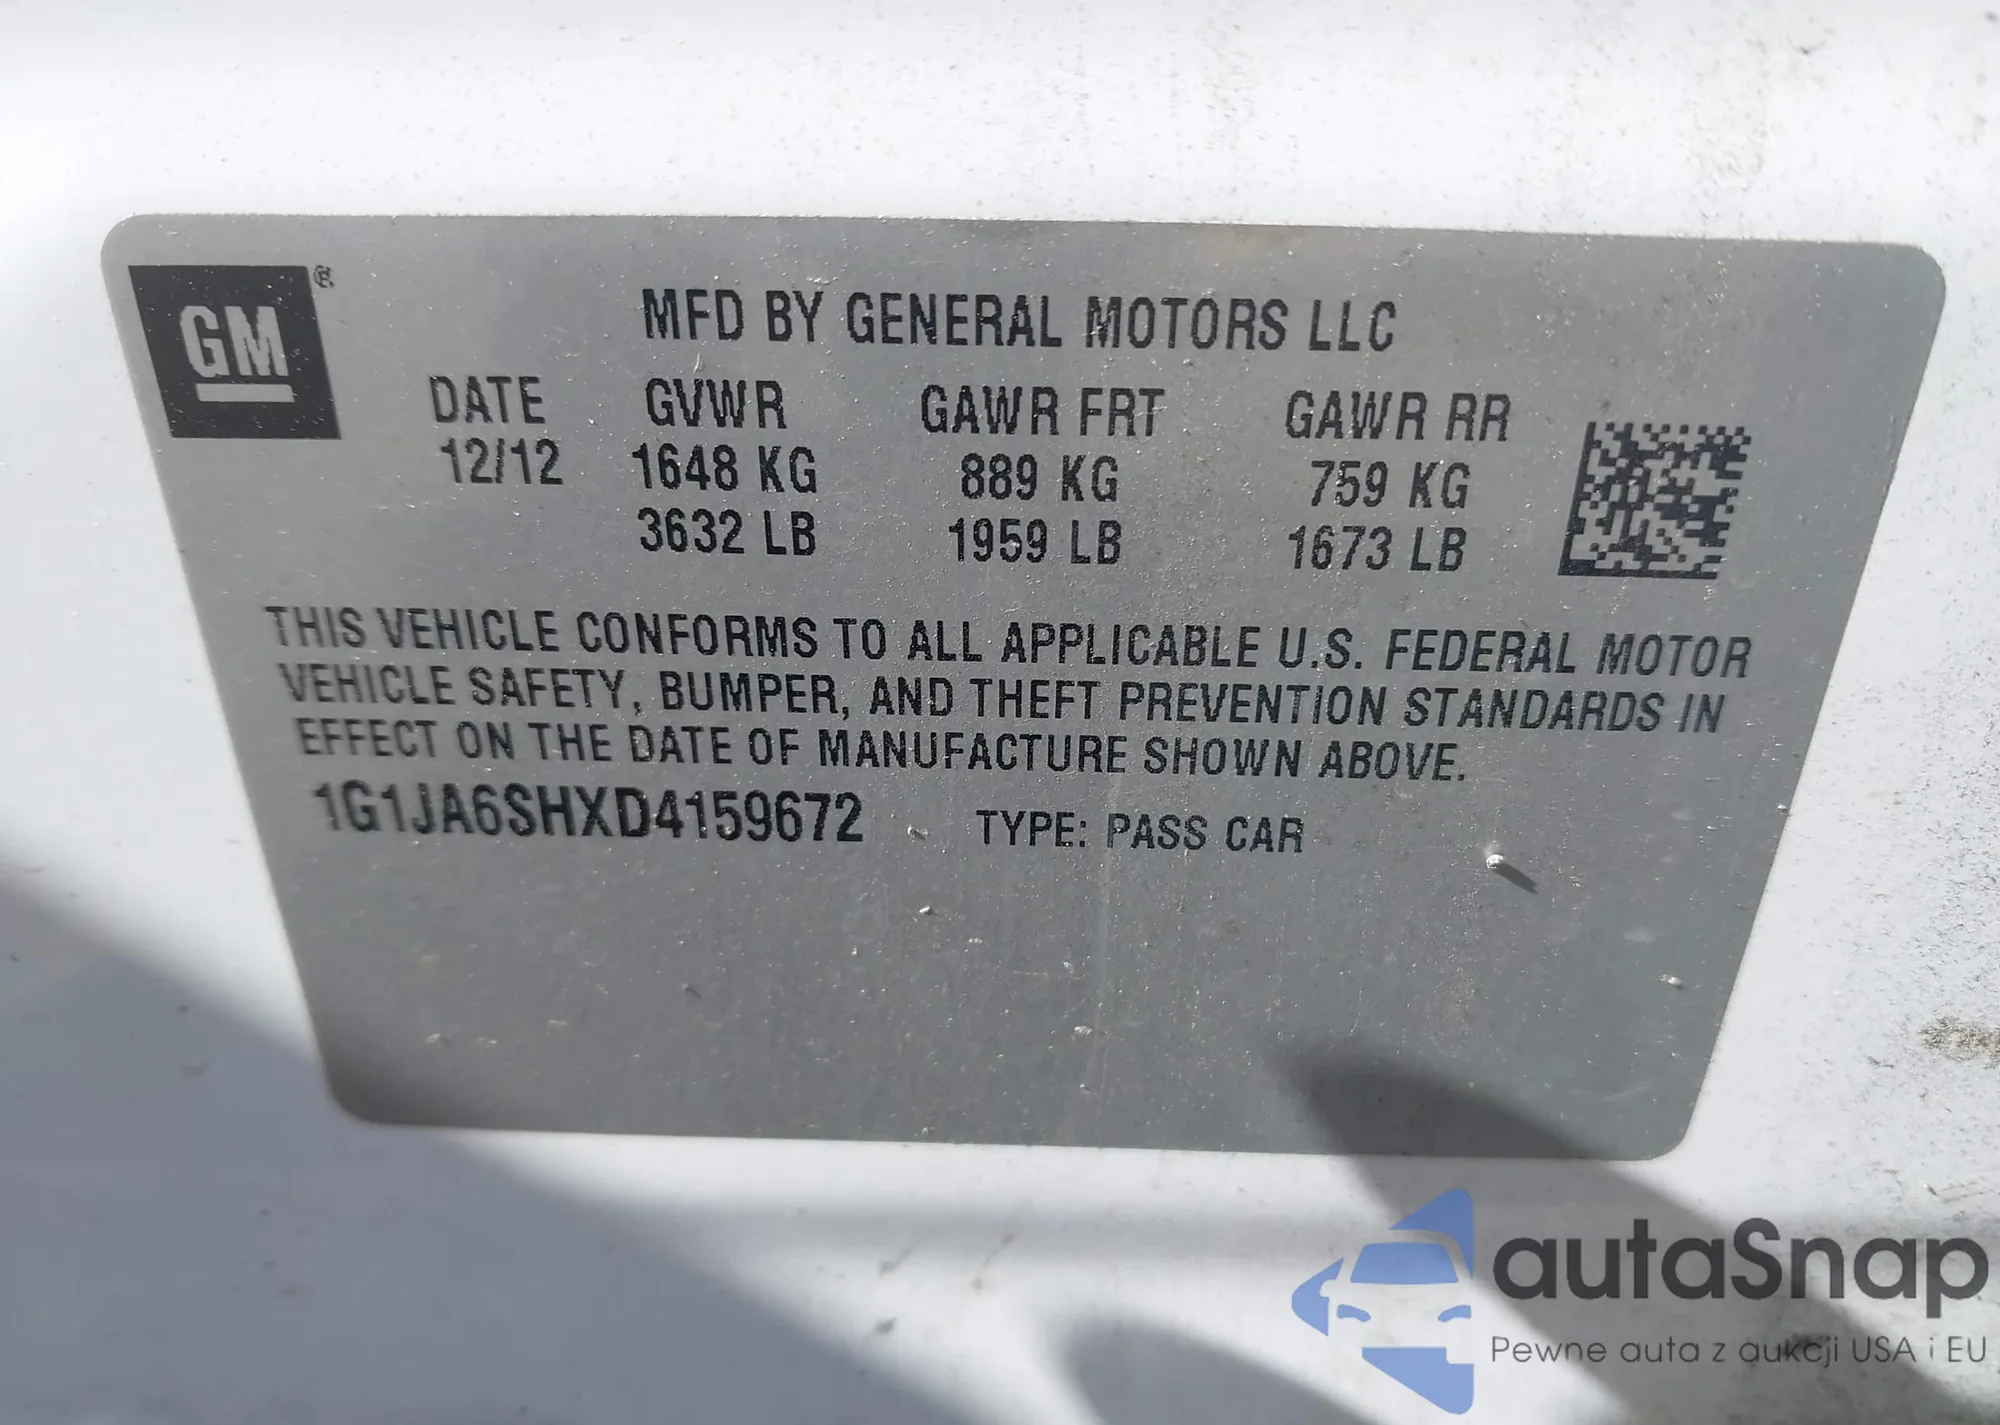 GM®
MFD BY GENERAL MOTORS LLC
DATE GVWR GAWR FRT GAWR RR
12/12 1648 KG 889 KG 759 KG
3632 LB 1959 LB 1673 LB
THIS VEHICLE CONFORMS TO ALL APPLICABLE U.S. FEDERAL MOTOR
VEHICLE SAFETY, BUMPER, AND THEFT PREVENTION STANDARDS IN
EFFECT ON THE DATE OF MANUFACTURE SHOWN ABOVE.
1G1JA6SHXD4159672 TYPE: PASS CAR
autaSnap
Pewne auta z aukcji USA i EU